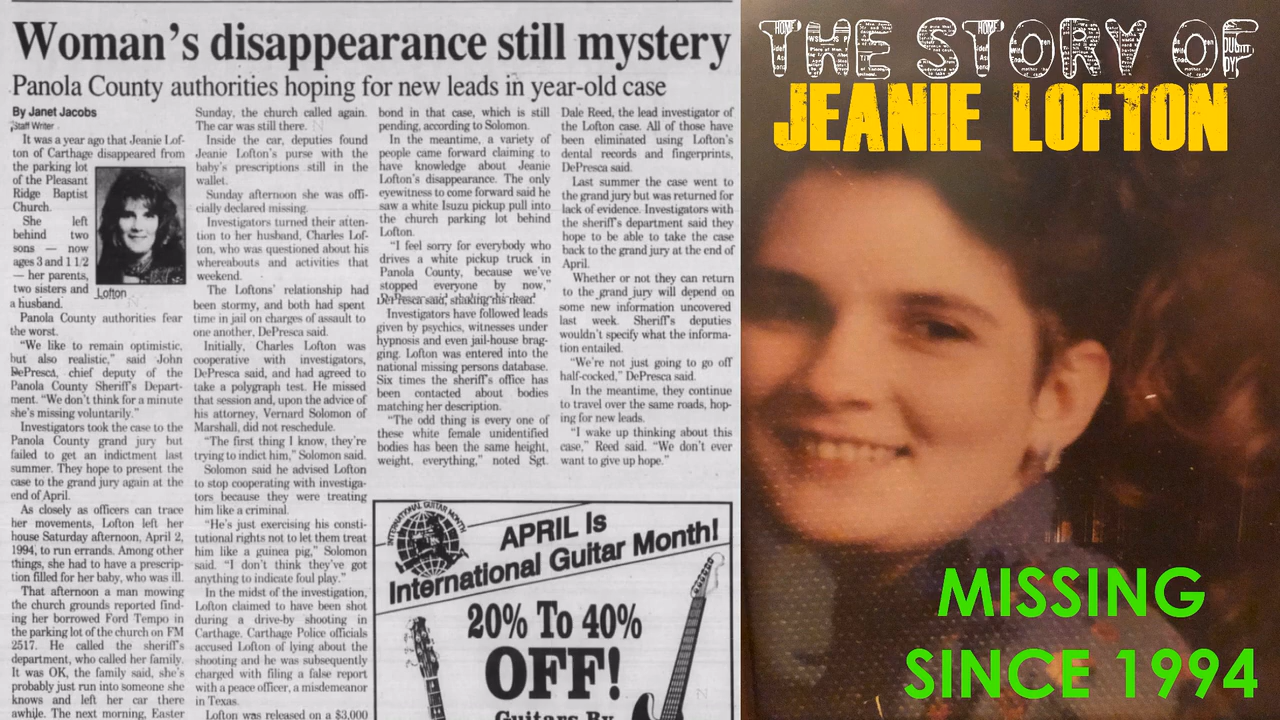 Woman's disappearance still mystery
Panola County authorities hoping for new leads in year-old case
By Janet Jacobs
Staff Writer
It was a year ago that Jeanie Lof-
ton of Carthage disappeared from
the parking lot
of the Pleasant
Ridge Baptist
Church.
She left
behind two
sons — now
ages 3 and 1 1/2
— her parents,
two sisters and
a husband.
Lofton
Panola County authorities fear
the worst.
"We like to remain optimistic,
but also realistic," said John
DePresca, chief deputy of the
Panola County Sheriff's Depart-
ment. "We don't think for a minute
she's missing voluntarily."
Investigators took the case to the
Panola County grand jury but
failed to get an indictment last
summer. They hope to present the
case to the grand jury again at the
end of April.
As closely as officers can trace
her movements, Lofton left her
house Saturday afternoon, April 2,
1994, to run errands. Among other
things, she had to have a prescrip-
tion filled for her baby, who was ill.
That afternoon a man mowing
the church grounds reported find-
ing her borrowed Ford Tempo in
the parking lot of the church on FM
2517. He called the sheriff's
department, who called her family.
It was OK, the family said, she's
probably just run into someone she
knows and left her car there
awhile. The next morning, Easter
Sunday, the church called again.
The car was still there.
Inside the car, deputies found
Jeanie Lofton's purse with the
baby's prescriptions still in the
wallet.
Sunday afternoon she was offi-
cially declared missing.
Investigators turned their atten-
tion to her husband, Charles Lof-
ton, who was questioned about his
whereabouts and activities that
weekend.
The Loftons' relationship had
been stormy, and both had spent
time in jail on charges of assault to
one another, DePresca said.
Initially, Charles Lofton was
cooperative with investigators,
DePresca said, and had agreed to
take a polygraph test. He missed
that session and, upon the advice of
his attorney, Vernard Solomon of
Marshall, did not reschedule.
"The first thing I know, they're
trying to indict him," Solomon said.
Solomon said he advised Lofton
to stop cooperating with investiga-
tors because they were treating
him like a criminal.
"He's just exercising his consti-
tutional rights not to let them treat
him like a guinea pig," Solomon
said. "I don't think they've got
anything to indicate foul play."
In the midst of the investigation,
Lofton claimed to have been shot
during a drive-by shooting in
Carthage. Carthage Police officials
accused Lofton of lying about the
shooting and he was subsequently
charged with filing a false report
with a peace officer, a misdemeanor
in Texas.
Lofton was released on a $3,000
bond in that case, which is still
pending, according to Solomon.
In the meantime, a variety of
people came forward claiming to
have knowledge about Jeanie
Lofton's disappearance. The only
eyewitness to come forward said he
saw a white Isuzu pickup pull into
the church parking lot behind
Lofton.
"I feel sorry for everybody who
drives a white pickup truck in
Panola County, because we've
stopped everyone by now,"
DePresca said, shaking his head.
Investigators have followed leads
given by psychics, witnesses under
hypnosis and even jail-house brag-
ging. Lofton was entered into the
national missing persons database.
Six times the sheriff's office has
been contacted about bodies
matching her description.
"The odd thing is every one of
these white female unidentified
bodies has been the same height,
weight, everything," noted Sgt.
Dale Reed, the lead investigator of
the Lofton case. All of those have
been eliminated using Lofton's
dental records and fingerprints,
DePresca said.
Last summer the case went to
the grand jury but was returned for
lack of evidence. Investigators with
the sheriff's department said they
hope to be able to take the case
back to the grand jury at the end of
April.
Whether or not they can return
to the grand jury will depend on
some new information uncovered
last week. Sheriff's deputies
wouldn't specify what the informa-
tion entailed.
"We're not just going to go off
half-cocked," DePresca said.
In the meantime, they continue
to travel over the same roads, hop-
ing for new leads.
"I wake up thinking about this
case," Reed said. "We don't ever
want to give up hope."
INTERNATIONAL GUITAR MONTH
APRIL Is
International Guitar Month!
20% To 40%
OFF!
Guitars By
THE STORY OF
JEANIE LOFTON
MISSING
SINCE 1994